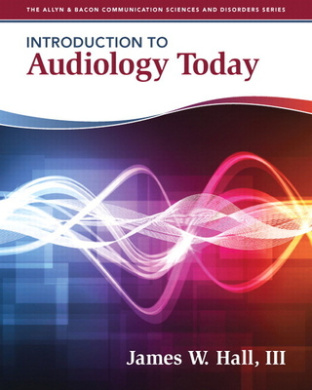 THE ALLYN & BACON COMMUNICATION SCIENCES AND DISORDERS SERIES
INTRODUCTION TO
Audiology Today
James W. Hall, III